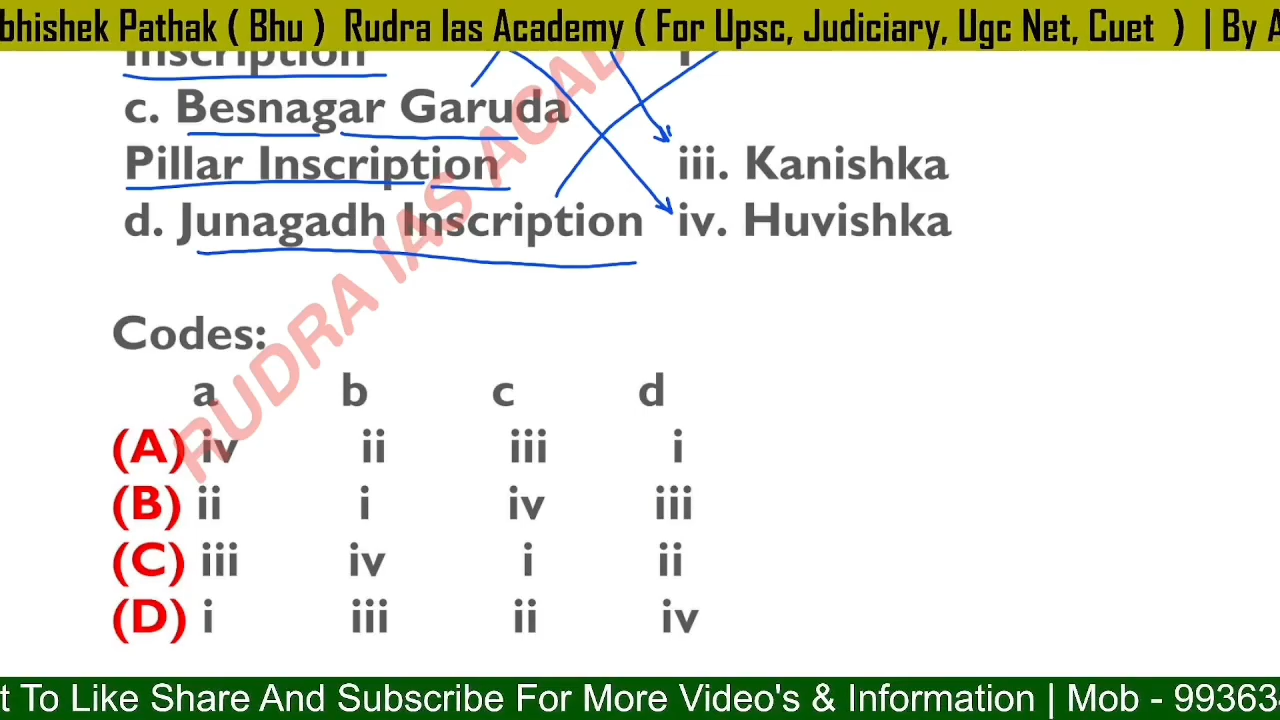 bhishek Pathak ( Bhu )  Rudra Ias Academy ( For Upsc, Judiciary, Ugc Net, Cuet  ) | By A
Inscription
c. Besnagar Garuda
Pillar Inscription
iii. Kanishka
d. Junagadh Inscription
iv. Huvishka
RUDRA IAS ACAD
Codes:
a b c d
(A) iv ii iii i
(B) ii i iv iii
(C) iii iv i ii
(D) i iii ii iv
t To Like Share And Subscribe For More Video's & Information | Mob - 99363